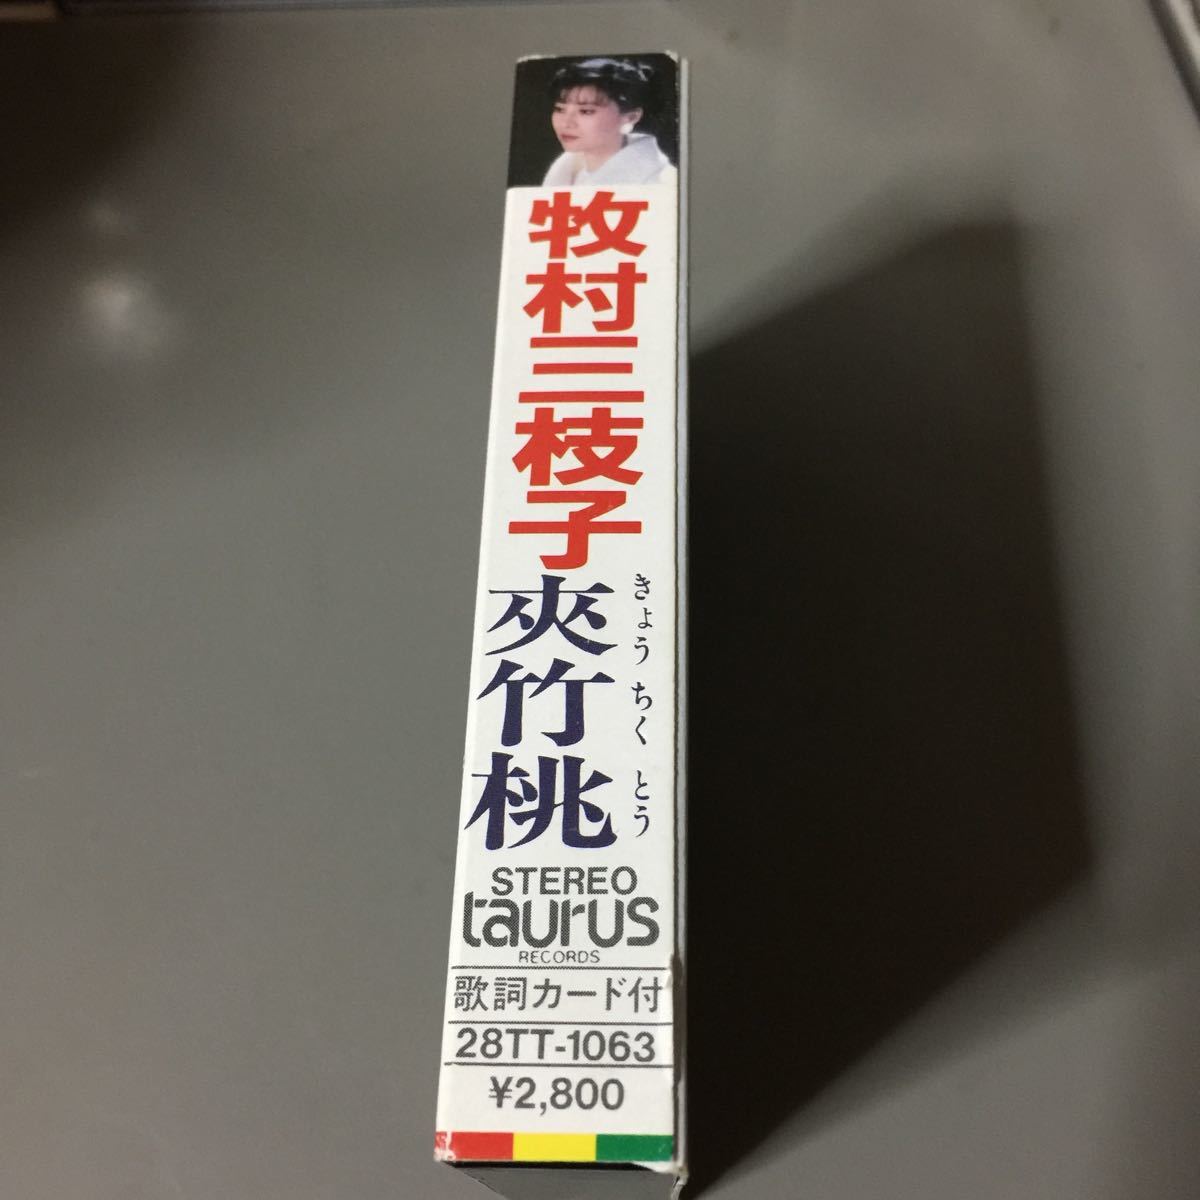 牧村三枝子
夾竹桃
きょうちくとう
STEREO
taurus
RECORDS
歌詞カード付
28TT-1063
¥2,800